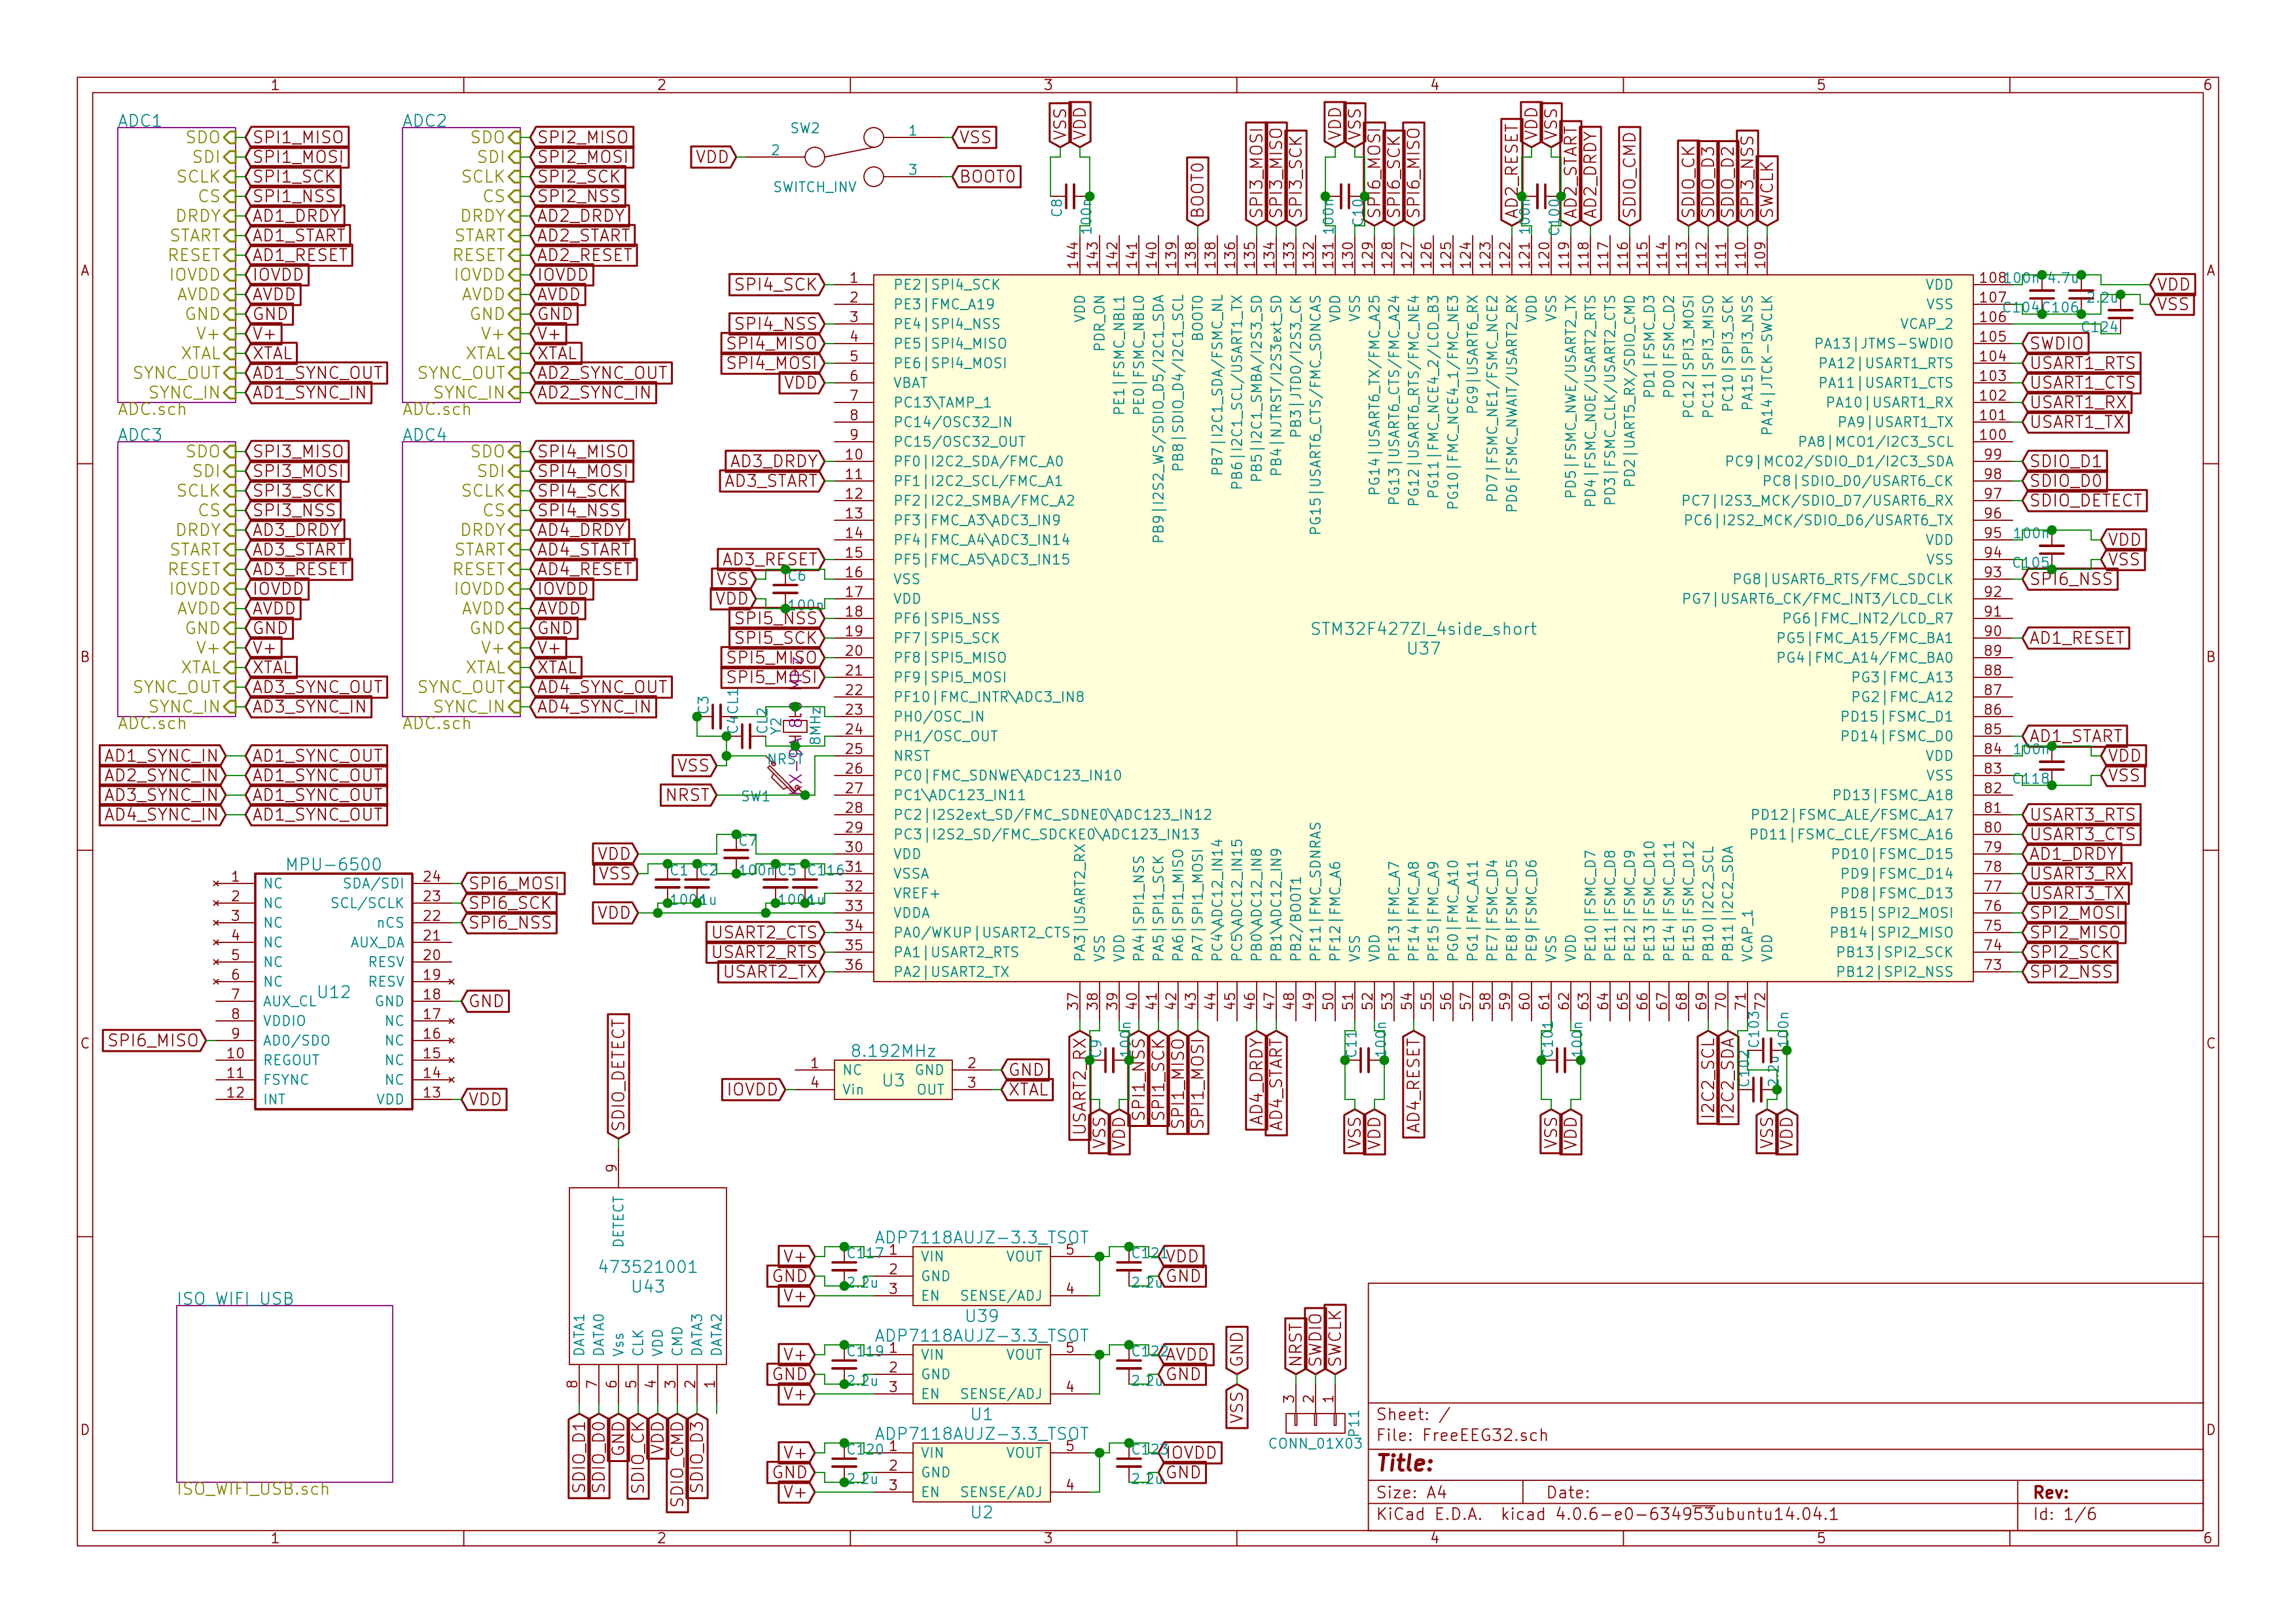 1 2 3 4 5 6
A
B
C
D
ADC1
SDO SPI1_MISO
SDI SPI1_MOSI
SCLK SPI1_SCK
CS SPI1_NSS
DRDY AD1_DRDY
START AD1_START
RESET AD1_RESET
IOVDD IOVDD
AVDD AVDD
GND GND
V+ V+
XTAL XTAL
SYNC_OUT AD1_SYNC_OUT
SYNC_IN AD1_SYNC_IN
ADC.sch
ADC2
SDO SPI2_MISO
SDI SPI2_MOSI
SCLK SPI2_SCK
CS SPI2_NSS
DRDY AD2_DRDY
START AD2_START
RESET AD2_RESET
IOVDD IOVDD
AVDD AVDD
GND GND
V+ V+
XTAL XTAL
SYNC_OUT AD2_SYNC_OUT
SYNC_IN AD2_SYNC_IN
ADC.sch
ADC3
SDO SPI3_MISO
SDI SPI3_MOSI
SCLK SPI3_SCK
CS SPI3_NSS
DRDY AD3_DRDY
START AD3_START
RESET AD3_RESET
IOVDD IOVDD
AVDD AVDD
GND GND
V+ V+
XTAL XTAL
SYNC_OUT AD3_SYNC_OUT
SYNC_IN AD3_SYNC_IN
ADC.sch
ADC4
SDO SPI4_MISO
SDI SPI4_MOSI
SCLK SPI4_SCK
CS SPI4_NSS
DRDY AD4_DRDY
START AD4_START
RESET AD4_RESET
IOVDD IOVDD
AVDD AVDD
GND GND
V+ V+
XTAL XTAL
SYNC_OUT AD4_SYNC_OUT
SYNC_IN AD4_SYNC_IN
ADC.sch
AD1_SYNC_IN AD1_SYNC_OUT
AD2_SYNC_IN AD1_SYNC_OUT
AD3_SYNC_IN AD1_SYNC_OUT
AD4_SYNC_IN AD1_SYNC_OUT
SW2
VDD 2 1 VSS
3 BOOT0
SWITCH_INV
MPU-6500
U12
1 NC SDA/SDI 24 SPI6_MOSI
2 NC SCL/SCLK 23 SPI6_SCK
3 NC nCS 22 SPI6_NSS
4 NC AUX_DA 21
5 NC RESV 20
6 NC RESV 19
7 AUX_CL GND 18 GND
8 VDDIO NC 17
SPI6_MISO 9 AD0/SDO NC 16
10 REGOUT NC 15
11 FSYNC NC 14
12 INT VDD 13 VDD
STM32F427ZI_4side_short
U37
SPI4_SCK 1 PE2|SPI4_SCK
2 PE3|FMC_A19
SPI4_NSS 3 PE4|SPI4_NSS
SPI4_MISO 4 PE5|SPI4_MISO
SPI4_MOSI 5 PE6|SPI4_MOSI
VDD 6 VBAT
7 PC13\TAMP_1
8 PC14/OSC32_IN
9 PC15/OSC32_OUT
AD3_DRDY 10 PF0|I2C2_SDA/FMC_A0
AD3_START 11 PF1|I2C2_SCL/FMC_A1
12 PF2|I2C2_SMBA/FMC_A2
13 PF3|FMC_A3\ADC3_IN9
14 PF4|FMC_A4\ADC3_IN14
AD3_RESET 15 PF5|FMC_A5\ADC3_IN15
VSS C6 16 VSS
VDD 100n 17 VDD
SPI5_NSS 18 PF6|SPI5_NSS
SPI5_SCK 19 PF7|SPI5_SCK
SPI5_MISO 20 PF8|SPI5_MISO
SPI5_MOSI 21 PF9|SPI5_MOSI
22 PF10|FMC_INTR\ADC3_IN8
23 PH0/OSC_IN
24 PH1/OSC_OUT
25 NRST
26 PC0|FMC_SDNWE\ADC123_IN10
27 PC1\ADC123_IN11
28 PC2|I2S2ext_SD/FMC_SDNE0\ADC123_IN12
29 PC3|I2S2_SD/FMC_SDCKE0\ADC123_IN13
30 VDD
31 VSSA
32 VREF+
33 VDDA
USART2_CTS 34 PA0/WKUP|USART2_CTS
USART2_RTS 35 PA1|USART2_RTS
USART2_TX 36 PA2|USART2_TX
C3 CL1
C4 CL2
Y2 8MHz
VSS NRST
NRST SW1
VDD C7 100n
VSS C1 C2 C5 C116
VDD
VSS VDD C8 100n
144 VDD
143 PDR_ON
142 PE1|FSMC_NBL1
141 PE0|FSMC_NBL0
140 PB9|I2S2_WS/SDIO_D5/I2C1_SDA
139 PB8|SDIO_D4/I2C1_SCL
BOOT0 138 BOOT0
138 PB7|I2C1_SDA/FSMC_NL
136 PB6|I2C1_SCL/USART1_TX
SPI3_MOSI 135 PB5|I2C1_SMBA/I2S3_SD
SPI3_MISO 134 PB4|NJTRST/I2S3ext_SD
SPI3_SCK 133 PB3|JTDO/I2S3_CK
132 PG15|USART6_CTS/FMC_SDNCAS
VDD 131 VDD
VSS 130 VSS
100n C10
SPI6_MOSI 129 PG14|USART6_TX/FMC_A25
SPI6_SCK 128 PG13|USART6_CTS/FMC_A24
SPI6_MISO 127 PG12|USART6_RTS/FMC_NE4
126 PG11|FMC_NCE4_2/LCD_B3
125 PG10|FMC_NCE4_1/FMC_NE3
124 PG9|USART6_RX
123 PD7|FSMC_NE1/FSMC_NCE2
AD2_RESET 122 PD6|FSMC_NWAIT/USART2_RX
VDD 121 VDD
VSS 120 VSS
100n C100
AD2_START 119 PD5|FSMC_NWE/USART2_TX
AD2_DRDY 118 PD4|FSMC_NOE/USART2_RTS
117 PD3|FSMC_CLK/USART2_CTS
SDIO_CMD 116 PD2|UART5_RX/SDIO_CMD
115 PD1|FSMC_D3
114 PD0|FSMC_D2
SDIO_CK 113 PC12|SPI3_MOSI
SDIO_D3 112 PC11|SPI3_MISO
SDIO_D2 111 PC10|SPI3_SCK
SPI3_NSS 110 PA15|SPI3_NSS
SWCLK 109 PA14|JTCK-SWCLK
VDD 108 100n 4.7u VDD
VSS 107 2.2u VSS
VCAP_2 106 C104 C106 C124
PA13|JTMS-SWDIO 105 SWDIO
PA12|USART1_RTS 104 USART1_RTS
PA11|USART1_CTS 103 USART1_CTS
PA10|USART1_RX 102 USART1_RX
PA9|USART1_TX 101 USART1_TX
PA8|MCO1/I2C3_SCL 100
PC9|MCO2/SDIO_D1/I2C3_SDA 99 SDIO_D1
PC8|SDIO_D0/USART6_CK 98 SDIO_D0
PC7|I2S3_MCK/SDIO_D7/USART6_RX 97 SDIO_DETECT
PC6|I2S2_MCK/SDIO_D6/USART6_TX 96
VDD 95 100n VDD
VSS 94 C105 VSS
PG8|USART6_RTS/FMC_SDCLK 93 SPI6_NSS
PG7|USART6_CK/FMC_INT3/LCD_CLK 92
PG6|FMC_INT2/LCD_R7 91
PG5|FMC_A15/FMC_BA1 90 AD1_RESET
PG4|FMC_A14/FMC_BA0 89
PG3|FMC_A13 88
PG2|FMC_A12 87
PD15|FSMC_D1 86
PD14|FSMC_D0 85 AD1_START
VDD 84 100n VDD
VSS 83 C118 VSS
PD13|FSMC_A18 82
PD12|FSMC_ALE/FSMC_A17 81 USART3_RTS
PD11|FSMC_CLE/FSMC_A16 80 USART3_CTS
PD10|FSMC_D15 79 AD1_DRDY
PD9|FSMC_D14 78 USART3_RX
PD8|FSMC_D13 77 USART3_TX
PB15|SPI2_MOSI 76 SPI2_MOSI
PB14|SPI2_MISO 75 SPI2_MISO
PB13|SPI2_SCK 74 SPI2_SCK
PB12|SPI2_NSS 73 SPI2_NSS
PA3|USART2_RX 37 USART2_RX
VSS 38 VSS
VDD 39 VDD
C9 100n
PA4|SPI1_NSS 40 SPI1_NSS
PA5|SPI1_SCK 41 SPI1_SCK
PA6|SPI1_MISO 42 SPI1_MISO
PA7|SPI1_MOSI 43 SPI1_MOSI
PC4\ADC12_IN14 44
PC5\ADC12_IN15 45
PB0\ADC12_IN8 46 AD4_DRDY
PB1\ADC12_IN9 47 AD4_START
PB2/BOOT1 48
PF11|FMC_SDNRAS 49
PF12|FMC_A6 50
VSS 51 VSS
VDD 52 VDD
C11 100n
PF13|FMC_A7 53
PF14|FMC_A8 54 AD4_RESET
PF15|FMC_A9 55
PG0|FMC_A10 56
PG1|FMC_A11 57
PE7|FSMC_D4 58
PE8|FSMC_D5 59
PE9|FSMC_D6 60
VSS 61 VSS
VDD 62 VDD
C101 100n
PE10|FSMC_D7 63
PE11|FSMC_D8 64
PE12|FSMC_D9 65
PE13|FSMC_D10 66
PE14|FSMC_D11 67
PE15|FSMC_D12 68
PB10|I2C2_SCL 69 I2C2_SCL
PB11|I2C2_SDA 70 I2C2_SDA
VCAP_1 71 VSS
VDD 72 VDD
C102 2.2u
C103 100n
8.192MHz
U3
1 NC GND 2 GND
IOVDD 4 Vin OUT 3 XTAL
SDIO_DETECT
9
DETECT
473521001
U43
DATA1 8 SDIO_D1
DATA0 7 SDIO_D0
Vss 6 GND
CLK 5 SDIO_CK
VDD 4 VDD
CMD 3 SDIO_CMD
DATA3 2 SDIO_D3
DATA2 1
ISO_WIFI_USB
ISO_WIFI_USB.sch
ADP7118AUJZ-3.3_TSOT
V+ C117 1 VIN VOUT 5 C121 VDD
GND 2.2u 2 GND 2.2u GND
V+ 3 EN SENSE/ADJ 4
U39
ADP7118AUJZ-3.3_TSOT
V+ C119 1 VIN VOUT 5 C122 AVDD
GND 2.2u 2 GND 2.2u GND
V+ 3 EN SENSE/ADJ 4
U1
ADP7118AUJZ-3.3_TSOT
V+ C120 1 VIN VOUT 5 C123 IOVDD
GND 2.2u 2 GND 2.2u GND
V+ 3 EN SENSE/ADJ 4
U2
GND
VSS
NRST SWDIO SWCLK
3 2 1
P11
CONN_01X03
Sheet: /
File: FreeEEG32.sch
Title:
Size: A4 Date: Rev:
KiCad E.D.A. kicad 4.0.6-e0-634953ubuntu14.04.1 Id: 1/6
A
B
C
D
1 2 3 4 5 6